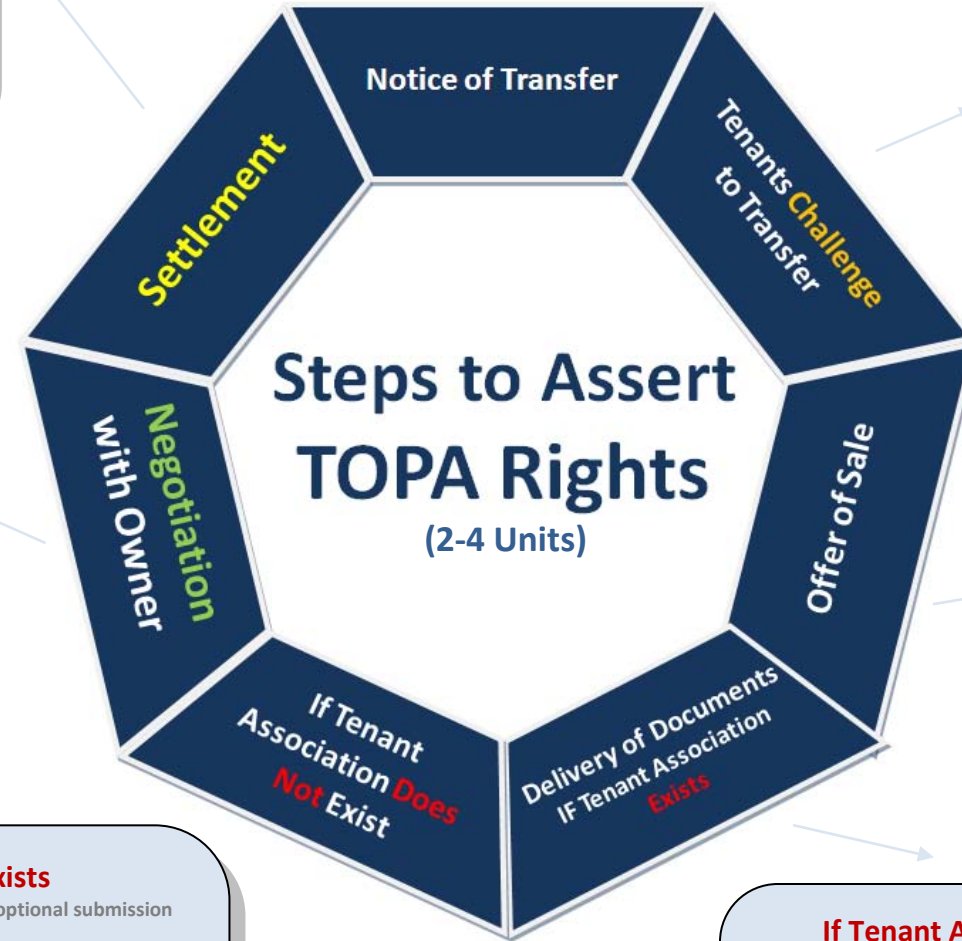 Notice of Transfer
Tenants Challenge
to Transfer
Offer of Sale
Delivery of Documents
IF Tenant Association
Exists
If Tenant
Association Does
Not Exist
Negotiation
with Owner
Settlement
Steps to Assert
TOPA Rights
(2-4 Units)
optional submission
If Tenant